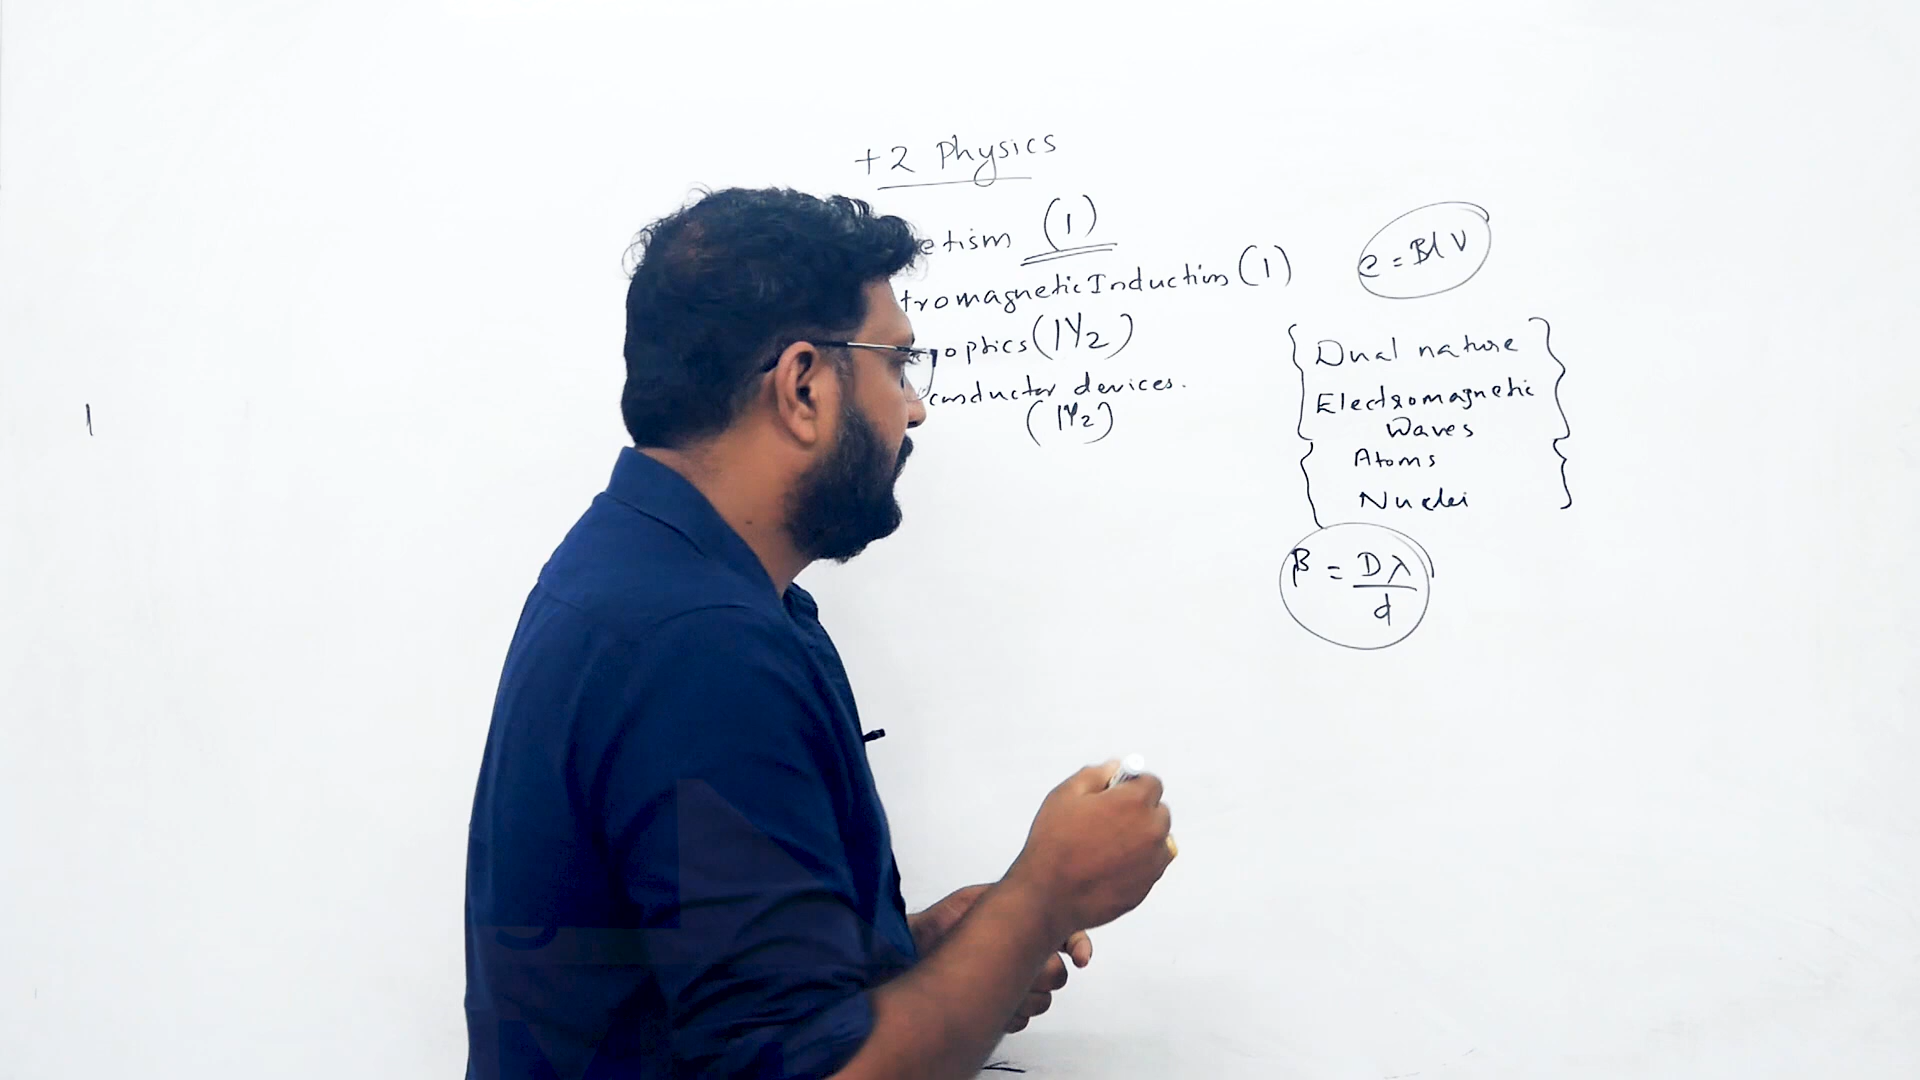 +2 Physics
etism (1)
tromagnetic Induction (1)
optics (1½)
conductor devices.
(1½)
e = Blv
Dual nature
Electromagnetic
Waves
Atoms
Nuclei
β = Dλ
d